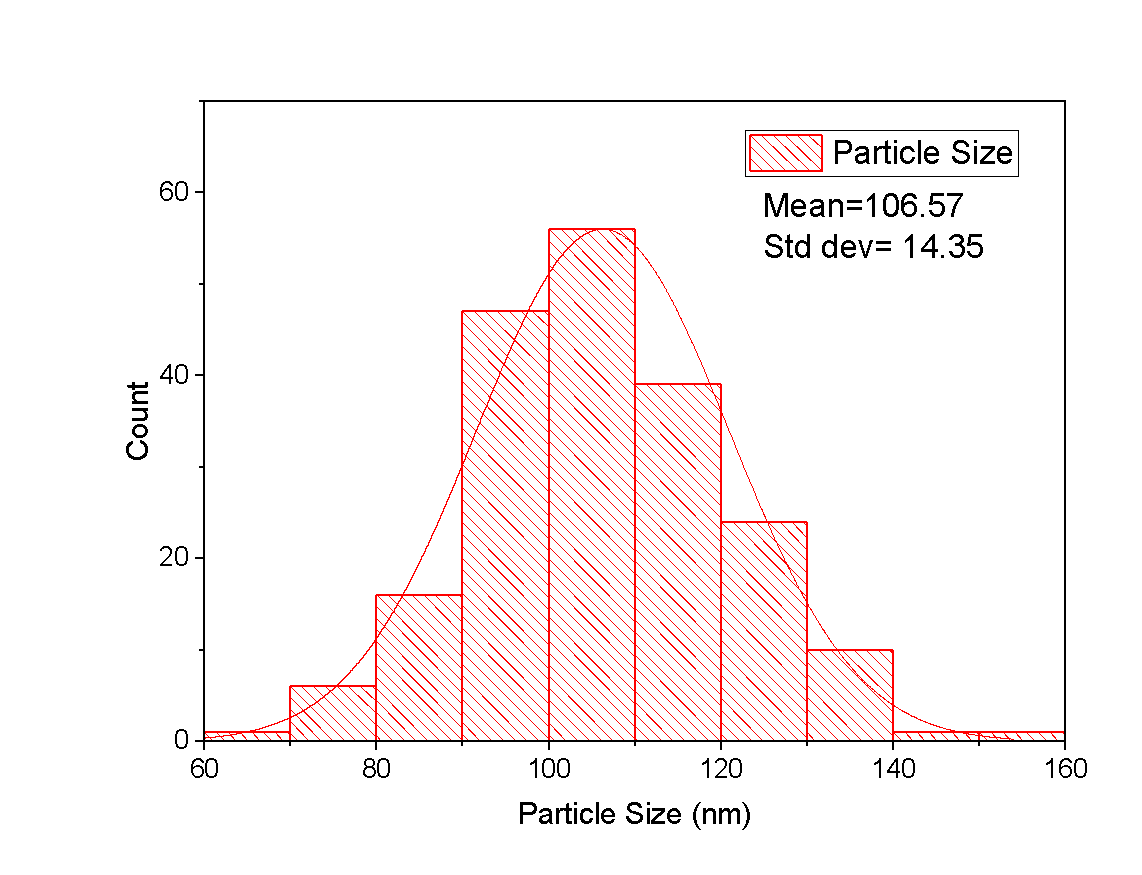 Particle Size
Mean=106.57
Std dev= 14.35
60
40
20
0
Count
60 80 100 120 140 160
Particle Size (nm)